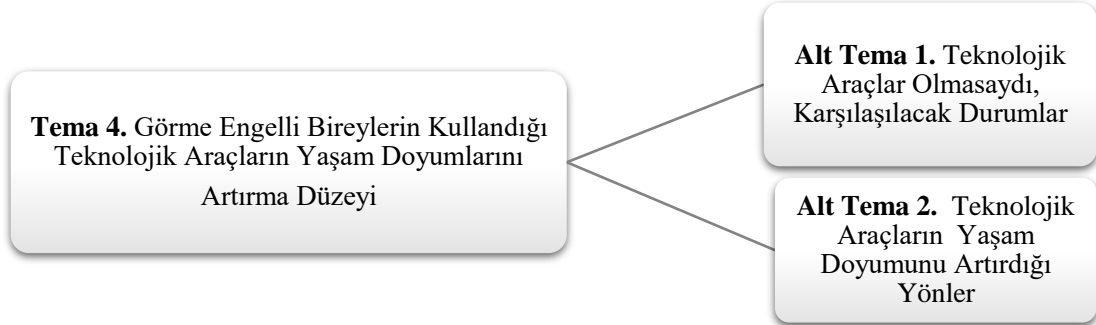 Tema 4. Görme Engelli Bireylerin Kullandığı
Teknolojik Araçların Yaşam Doyumlarını
Artırma Düzeyi
Alt Tema 1. Teknolojik
Araçlar Olmasaydı,
Karşılaşılacak Durumlar
Alt Tema 2. Teknolojik
Araçların Yaşam
Doyumunu Artırdığı
Yönler